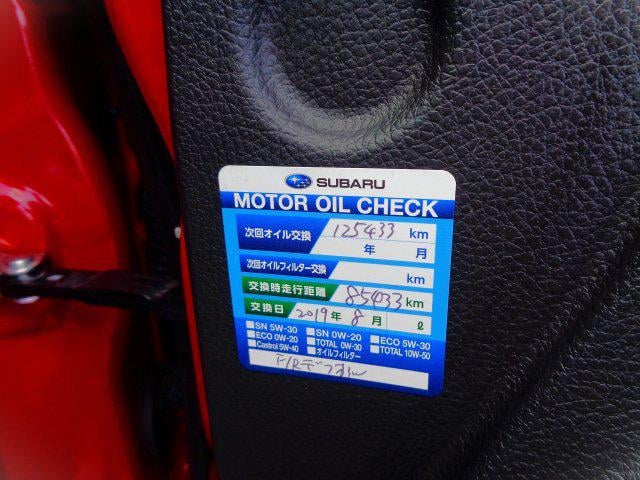 SUBARU
MOTOR OIL CHECK
次回オイル交換 125433 km
年 月
次回オイルフィルター交換 km
交換時走行距離 85433 km
交換日 2019年 8月 ℓ
SN 5W-30 SN 0W-20 ECO 5W-30
ECO 0W-20 TOTAL 0W-30 TOTAL 10W-50
Castrol 5W-40 オイルフィルター
F/Rデフオイル